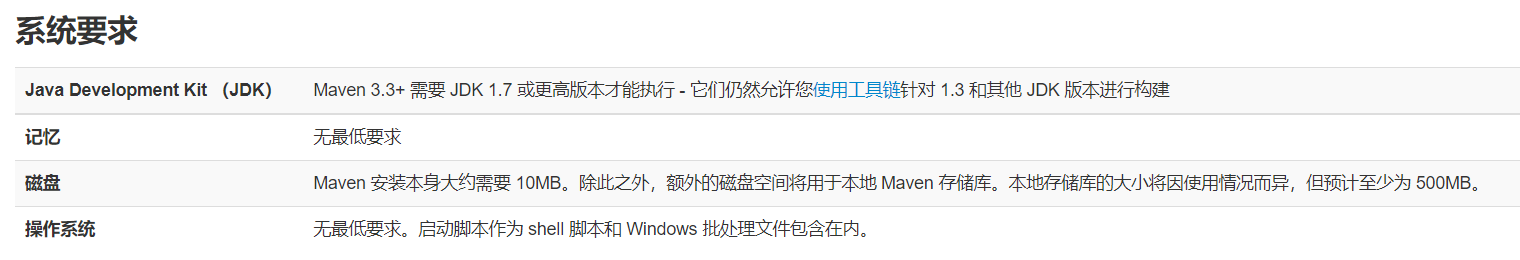 系统要求
Java Development Kit （JDK） Maven 3.3+ 需要 JDK 1.7 或更高版本才能执行 - 它们仍然允许您使用工具链针对 1.3 和其他 JDK 版本进行构建
记忆 无最低要求
磁盘 Maven 安装本身大约需要 10MB。除此之外，额外的磁盘空间将用于本地 Maven 存储库。本地存储库的大小将因使用情况而异，但预计至少为 500MB。
操作系统 无最低要求。启动脚本作为 shell 脚本和 Windows 批处理文件包含在内。